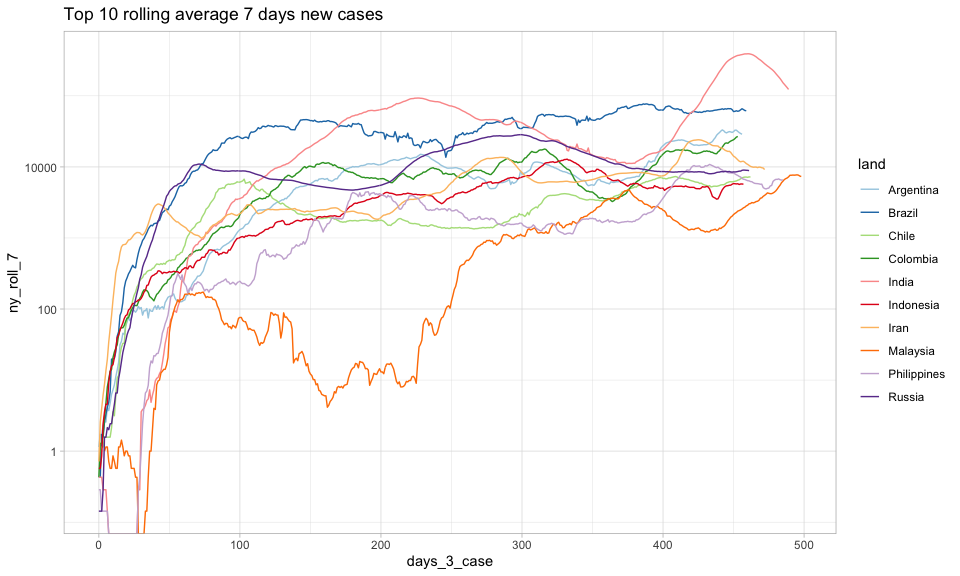 Top 10 rolling average 7 days new cases
ny_roll_7
10000
100
1
0
100
200
300
400
500
days_3_case
land
Argentina
Brazil
Chile
Colombia
India
Indonesia
Iran
Malaysia
Philippines
Russia